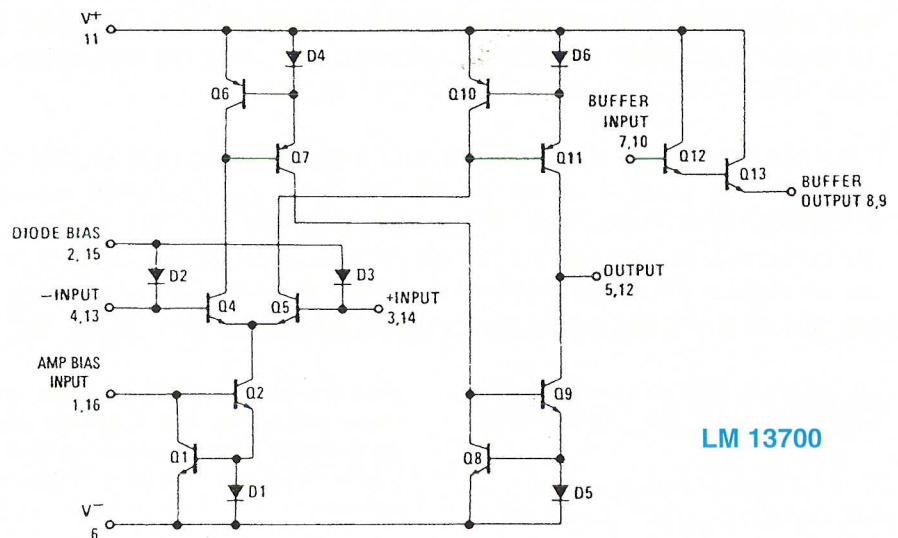 V+
11
D4
D6
Q6
Q10
BUFFER
INPUT
7,10
Q7
Q11
Q12
Q13
BUFFER
OUTPUT 8,9
DIODE BIAS
2, 15
D2
D3
OUTPUT
5,12
−INPUT
4,13
Q4
Q5
+INPUT
3,14
AMP BIAS
INPUT
1,16
Q2
Q9
LM 13700
Q1
Q8
D1
D5
V−
6